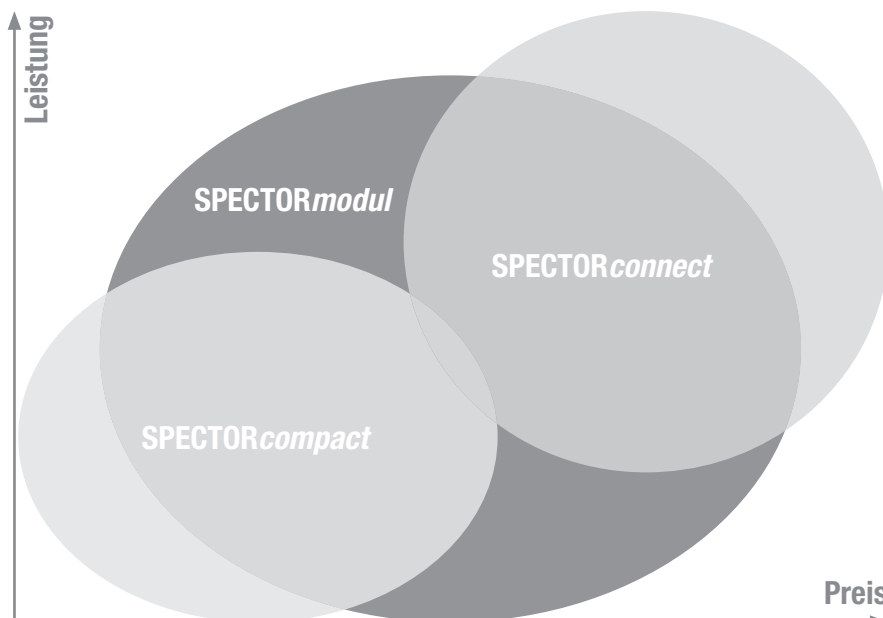 Leistung
SPECTORmodul
SPECTORconnect
SPECTORcompact
Preis